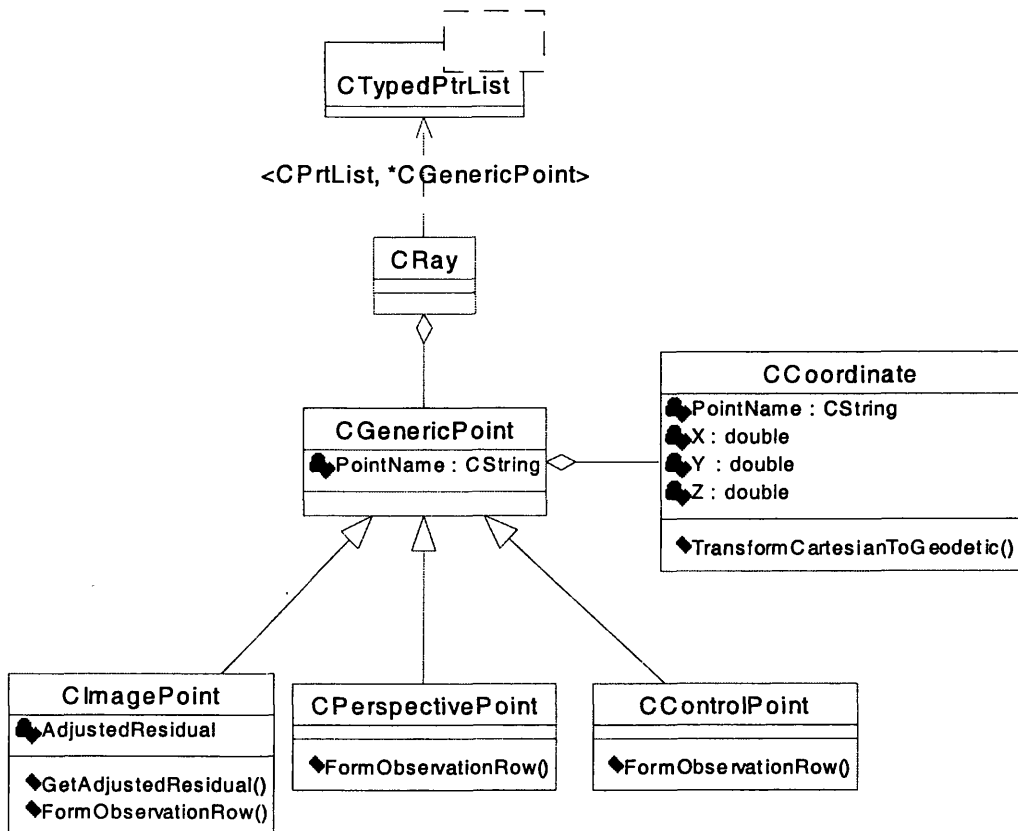 CTypedPtrList
<CPrtList, *CGenericPoint>
CRay
CGenericPoint
PointName : CString
CCoordinate
PointName : CString
X : double
Y : double
Z : double
TransformCartesianToGeodetic()
CImagePoint
AdjustedResidual
GetAdjustedResidual()
FormObservationRow()
CPerspectivePoint
FormObservationRow()
CControlPoint
FormObservationRow()